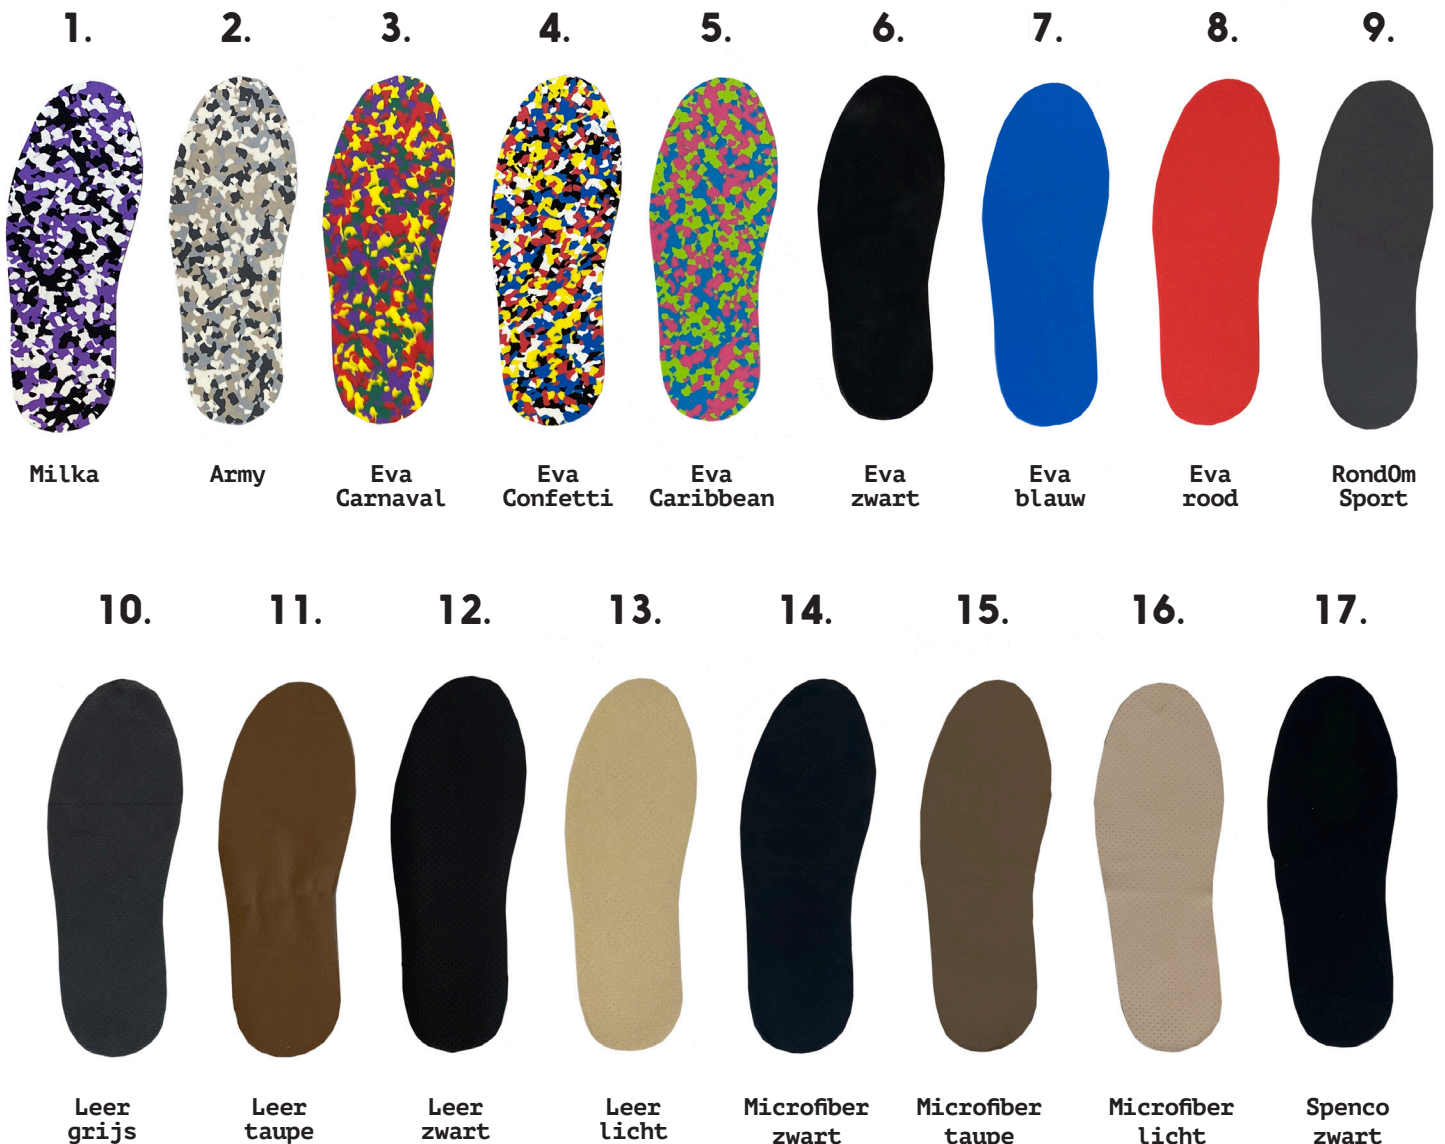 1. 2. 3. 4. 5. 6. 7. 8. 9.
Milka Army Eva Eva Eva Eva Eva Eva RondOm
Carnaval Confetti Caribbean zwart blauw rood Sport
10. 11. 12. 13. 14. 15. 16. 17.
Leer Leer Leer Leer Microfiber Microfiber Microfiber Spenco
grijs taupe zwart licht zwart taupe licht zwart